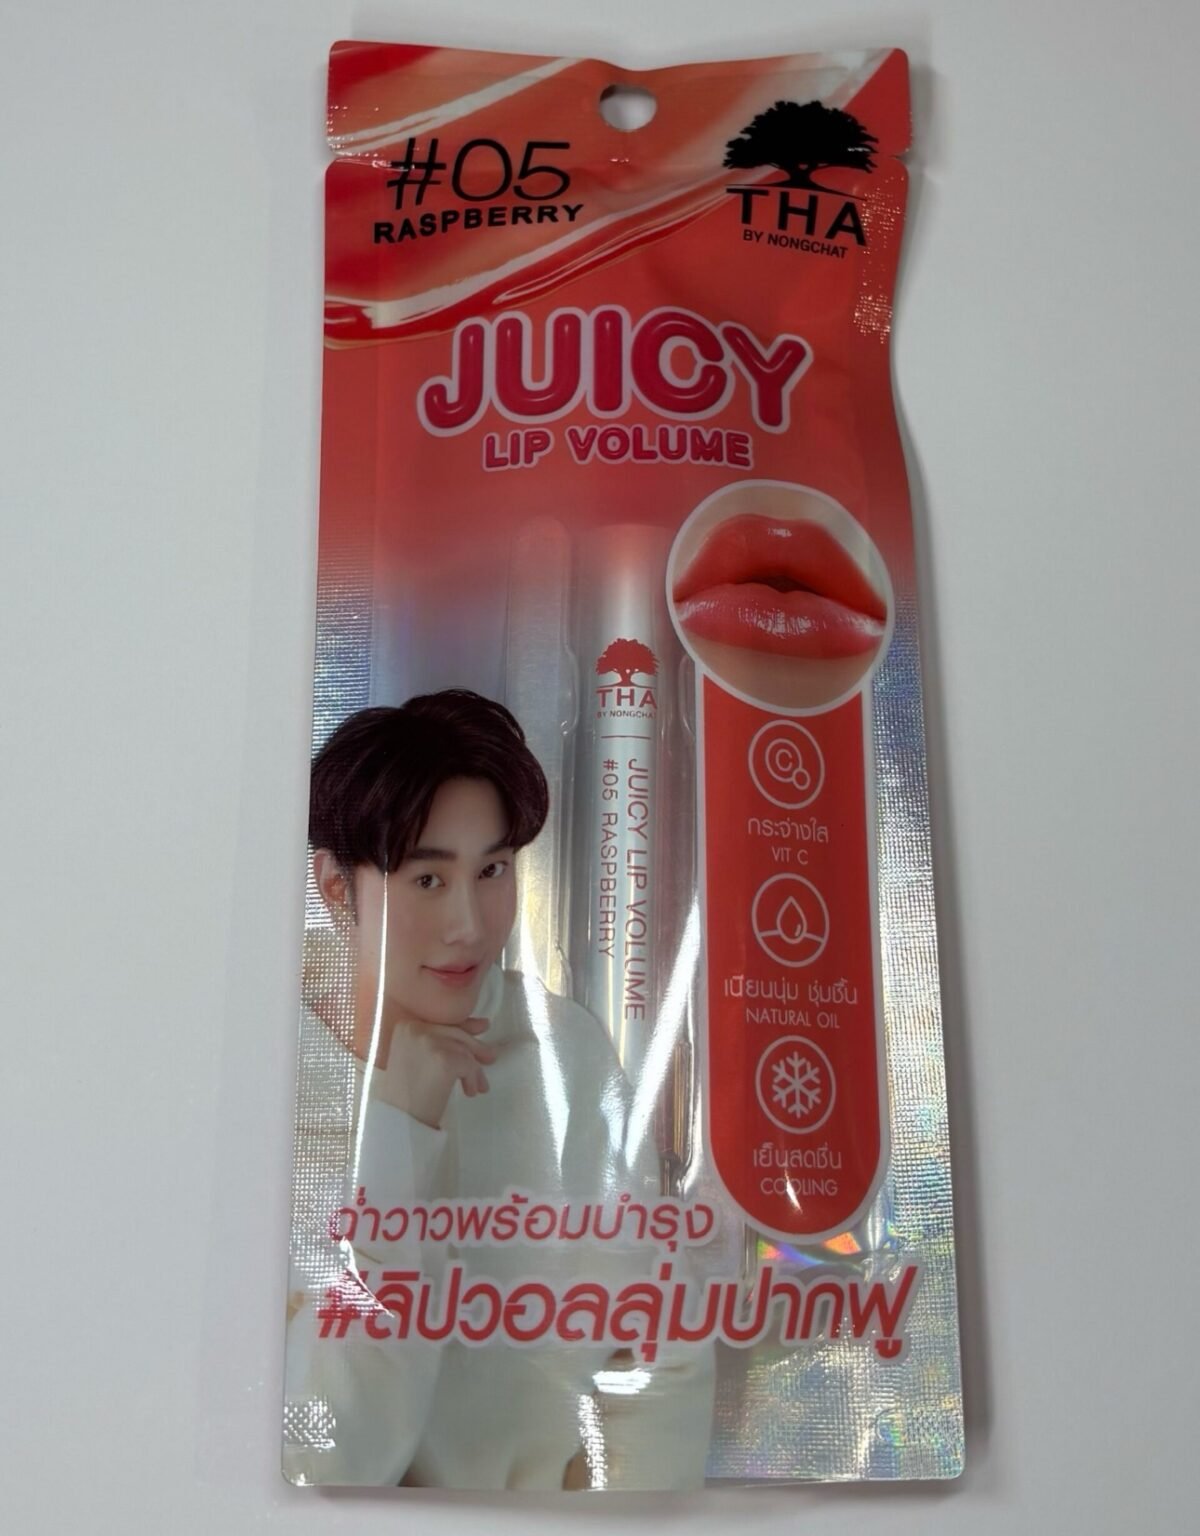 #05
RASPBERRY
THA
BY NONGCHAT
JUICY
LIP VOLUME
THA
BY NONGCHAT
JUICY LIP VOLUME
#05 RASPBERRY
C
กระจ่างใส
VIT C
เนียนนุ่ม ชุ่มชื้น
NATURAL OIL
เย็นสดชื่น
COOLING
ฉ่ำวาวพร้อมบำรุง
#ลิปวอลลุ่มปากฟู